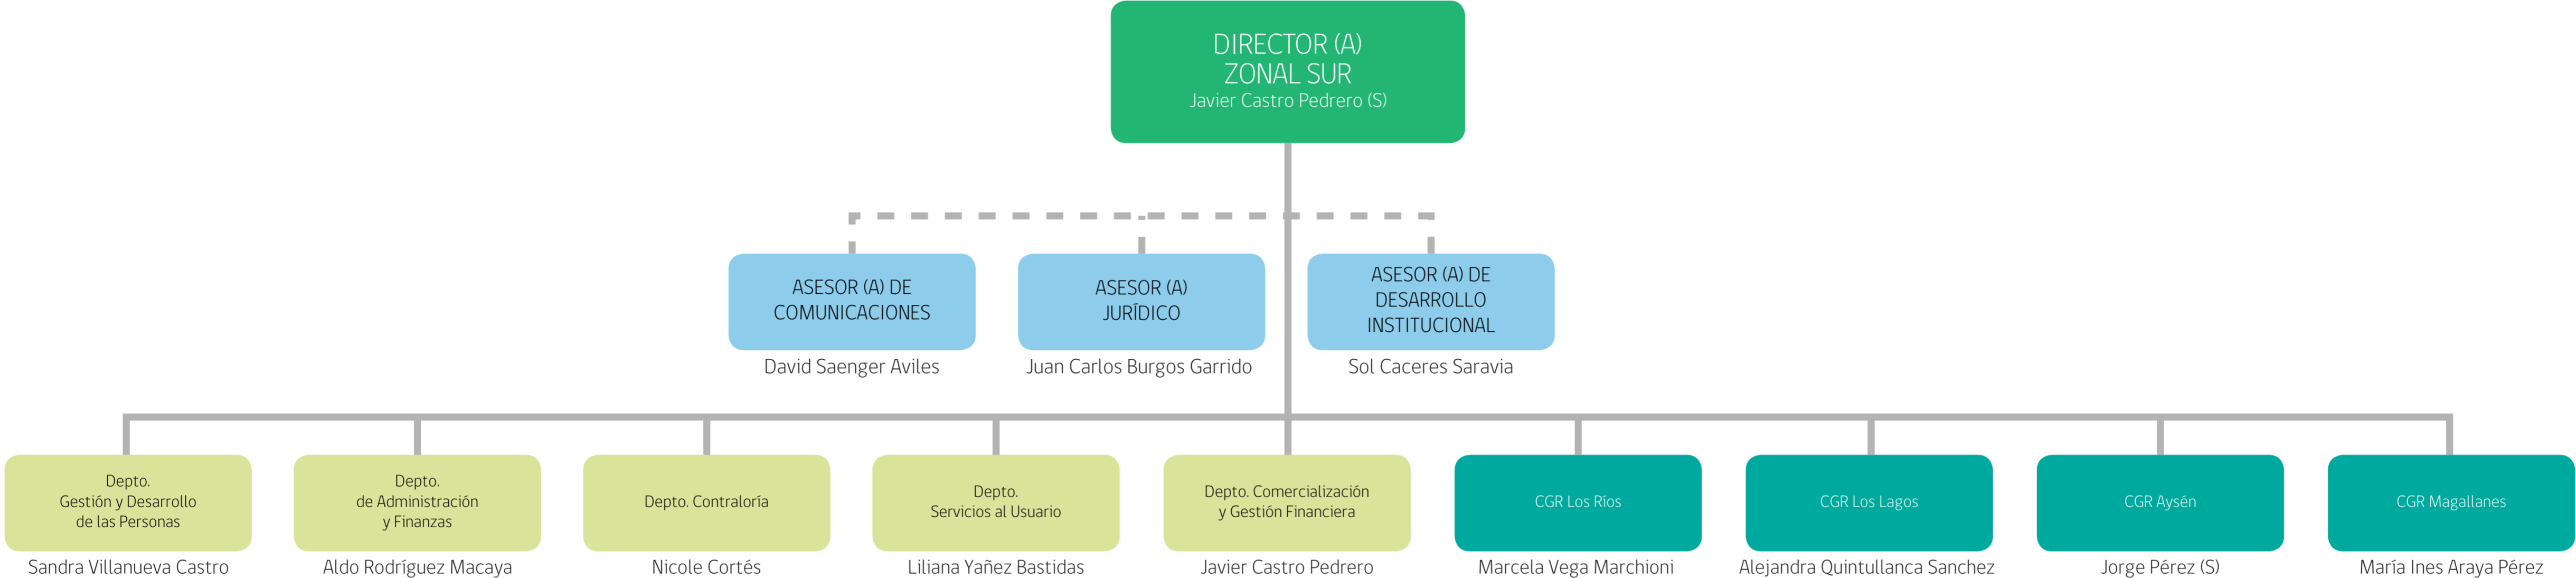 DIRECTOR (A)
ZONAL SUR
Javier Castro Pedrero (S)
ASESOR (A) DE
COMUNICACIONES
David Saenger Aviles
ASESOR (A)
JURÍDICO
Juan Carlos Burgos Garrido
ASESOR (A) DE
DESARROLLO
INSTITUCIONAL
Sol Caceres Saravia
Depto.
Gestión y Desarrollo
de las Personas
Sandra Villanueva Castro
Depto.
de Administración
y Finanzas
Aldo Rodríguez Macaya
Depto. Contraloría
Nicole Cortés
Depto.
Servicios al Usuario
Liliana Yañez Bastidas
Depto. Comercialización
y Gestión Financiera
Javier Castro Pedrero
CGR Los Ríos
Marcela Vega Marchioni
CGR Los Lagos
Alejandra Quintullanca Sanchez
CGR Aysén
Jorge Pérez (S)
CGR Magallanes
María Ines Araya Pérez